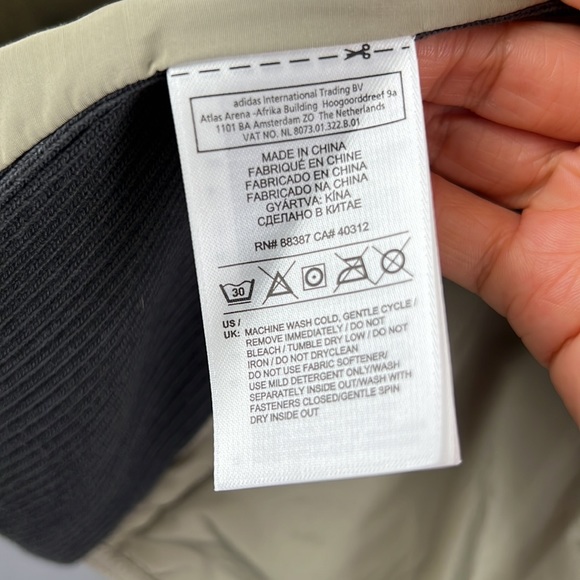 adidas International Trading BV
Atlas Arena -Afrika Building Hoogoorddreef 9a
1101 BA Amsterdam ZO The Netherlands
VAT NO. NL 8073.01.322.B.01
MADE IN CHINA
FABRIQUÉ EN CHINE
FABRICADO EN CHINA
FABRICADO NA CHINA
GYÁRTVA: KÍNA
СДЕЛАНО В КИТАЕ
RN# 88387 CA# 40312
30
US /
UK: MACHINE WASH COLD, GENTLE CYCLE /
REMOVE IMMEDIATELY / DO NOT
BLEACH / TUMBLE DRY LOW / DO NOT
IRON / DO NOT DRYCLEAN
DO NOT USE FABRIC SOFTENER/
USE MILD DETERGENT ONLY/WASH
SEPARATELY INSIDE OUT/WASH WITH
FASTENERS CLOSED/GENTLE SPIN
DRY INSIDE OUT